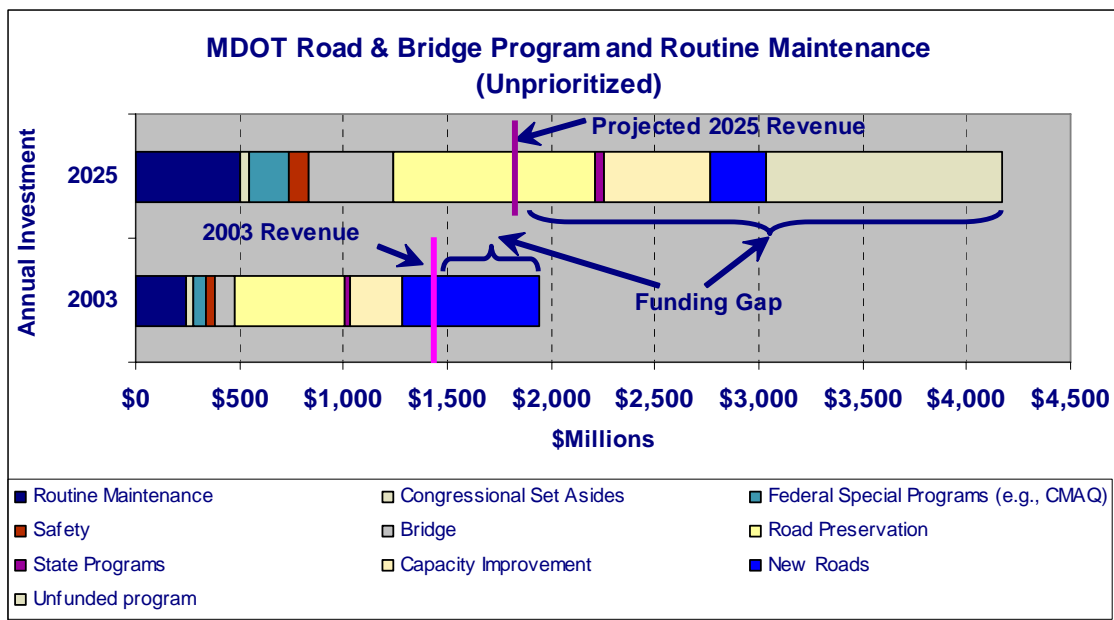 MDOT Road & Bridge Program and Routine Maintenance
(Unprioritized)
Annual Investment
Projected 2025 Revenue
2025
2003 Revenue
2003
Funding Gap
$0 $500 $1,000 $1,500 $2,000 $2,500 $3,000 $3,500 $4,000 $4,500
$Millions
Routine Maintenance Congressional Set Asides Federal Special Programs (e.g., CMAQ)
Safety Bridge Road Preservation
State Programs Capacity Improvement New Roads
Unfunded program